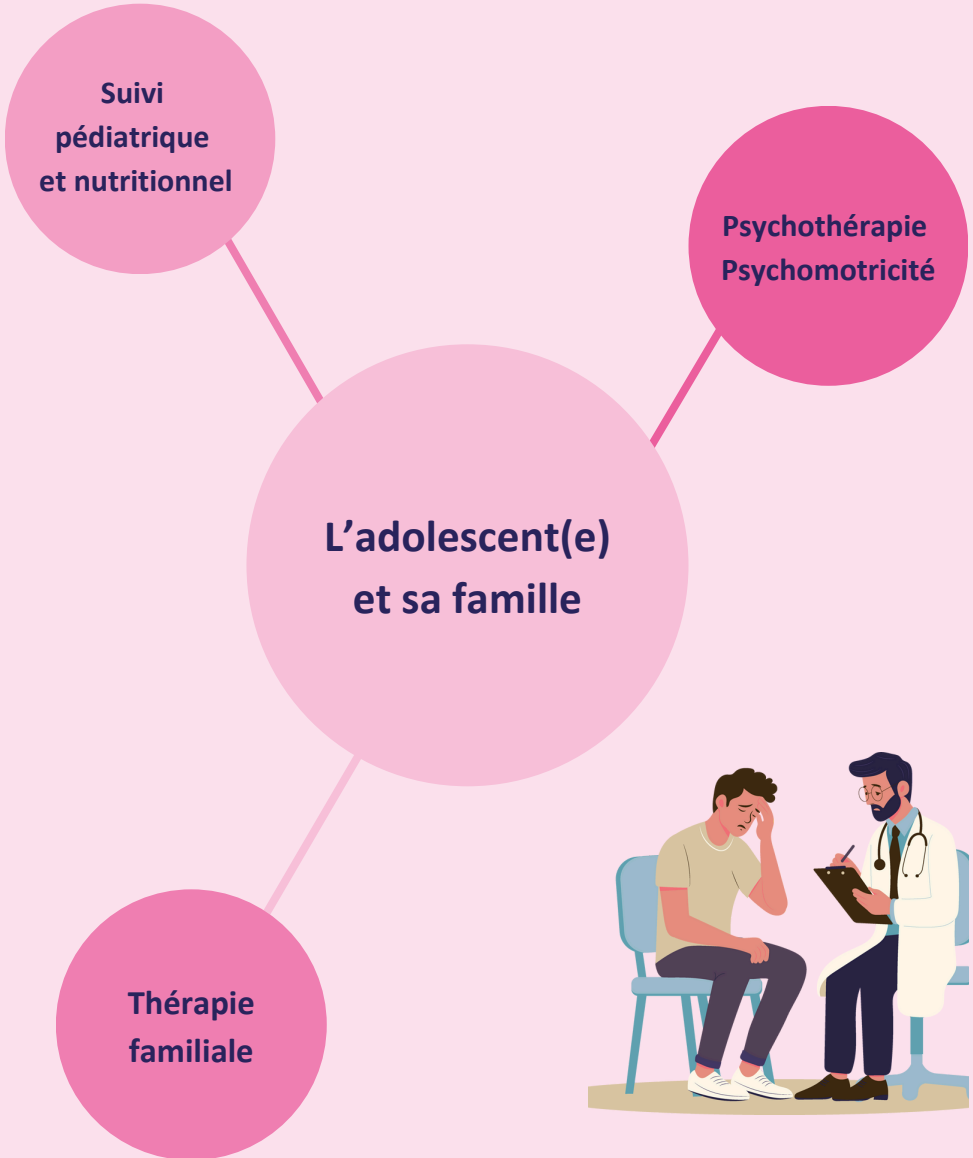 Suivi
pédiatrique
et nutritionnel
Psychothérapie
Psychomotricité
L’adolescent(e)
et sa famille
Thérapie
familiale